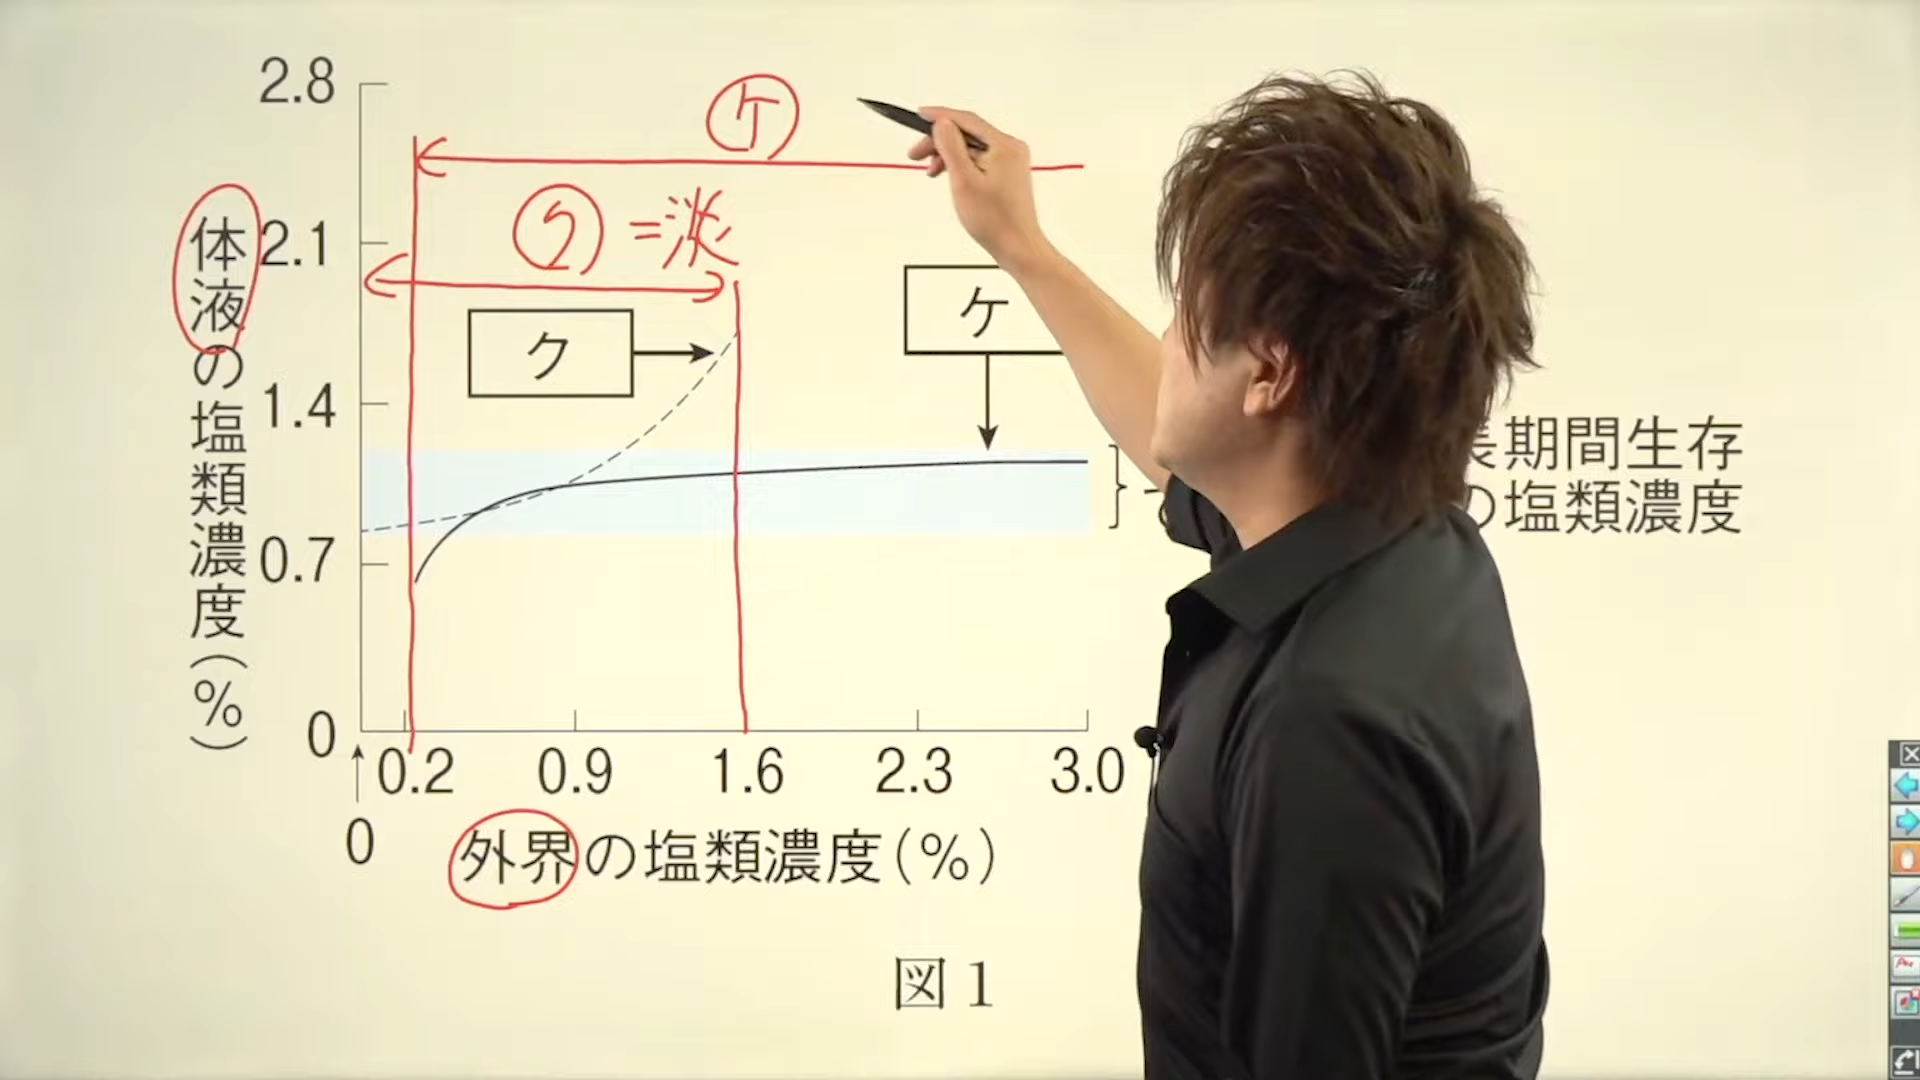 2.8
2.1
1.4
0.7
0
体液の塩類濃度(%)
ケ
ク=淡
ク
ケ
長期間生存
の塩類濃度
0.2 0.9 1.6 2.3 3.0
0
外界の塩類濃度(%)
図1